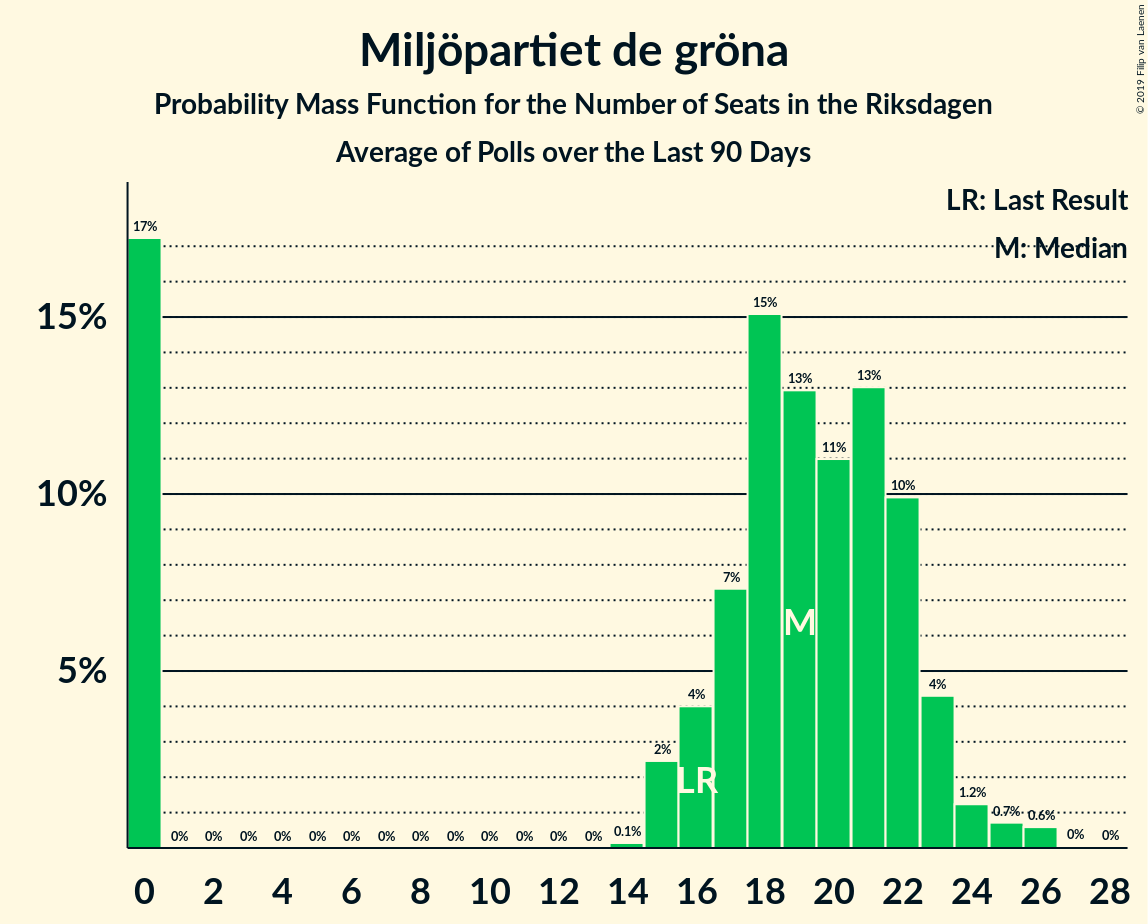 Miljöpartiet de gröna
Probability Mass Function for the Number of Seats in the Riksdagen
Average of Polls over the Last 90 Days
© 2019 Filip van Laenen
LR: Last Result
M: Median
15%
10%
5%
17% 0% 0% 0% 0% 0% 0% 0% 0% 0% 0% 0% 0% 0% 0.1% 2% 4% 7% 15% 13% 11% 13% 10% 4% 1.2% 0.7% 0.6% 0% 0%
LR
M
0 2 4 6 8 10 12 14 16 18 20 22 24 26 28